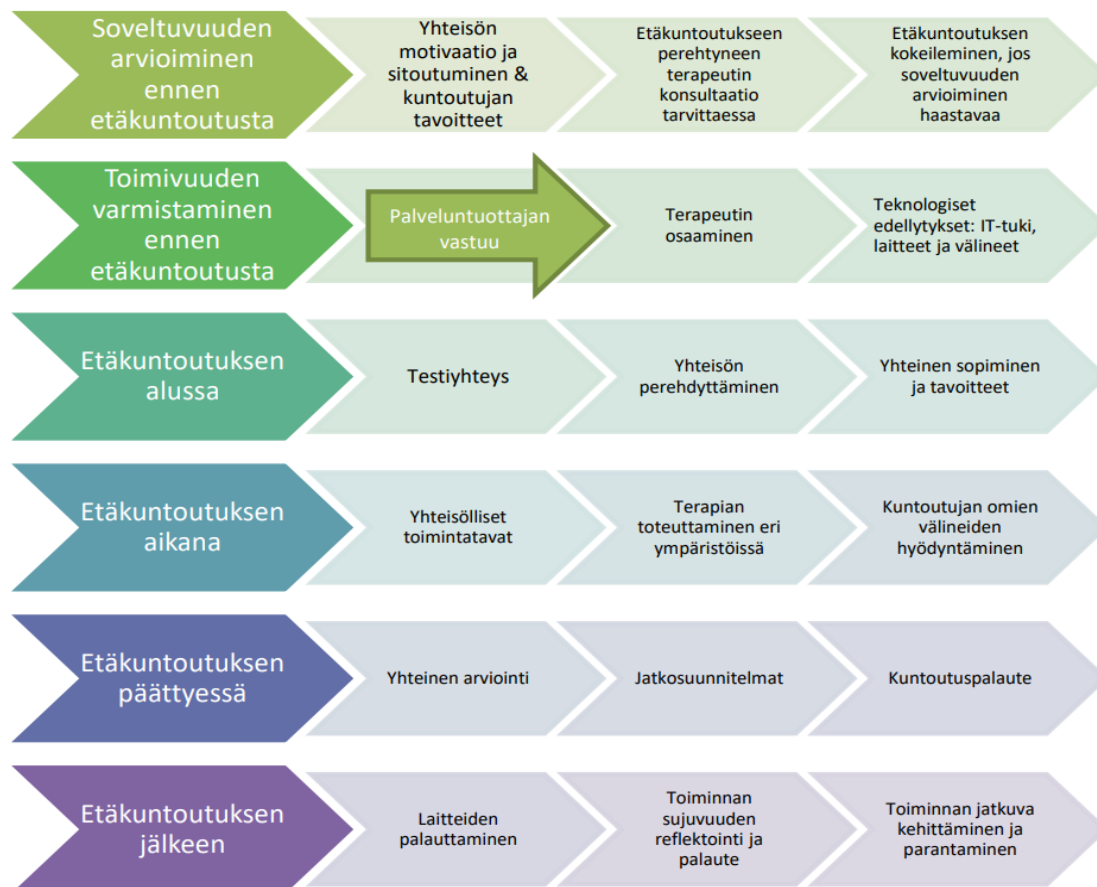 Soveltuvuuden
arvioiminen
ennen
etäkuntoutusta
Yhteisön
motivaatio ja
sitoutuminen &
kuntoutujan
tavoitteet
Etäkuntoutukseen
perehtyneen
terapeutin
konsultaatio
tarvittaessa
Etäkuntoutuksen
kokeileminen, jos
soveltuvuuden
arvioiminen
haastavaa
Toimivuuden
varmistaminen
ennen
etäkuntoutusta
Palveluntuottajan
vastuu
Terapeutin
osaaminen
Teknologiset
edellytykset: IT-tuki,
laitteet ja välineet
Etäkuntoutuksen
alussa
Testiyhteys
Yhteisön
perehdyttäminen
Yhteinen sopiminen
ja tavoitteet
Etäkuntoutuksen
aikana
Yhteisölliset
toimintatavat
Terapian
toteuttaminen eri
ympäristöissä
Kuntoutujan omien
välineiden
hyödyntäminen
Etäkuntoutuksen
päättyessä
Yhteinen arviointi
Jatkosuunnitelmat
Kuntoutuspalaute
Etäkuntoutuksen
jälkeen
Laitteiden
palauttaminen
Toiminnan
sujuvuuden
reflektointi ja
palaute
Toiminnan jatkuva
kehittäminen ja
parantaminen